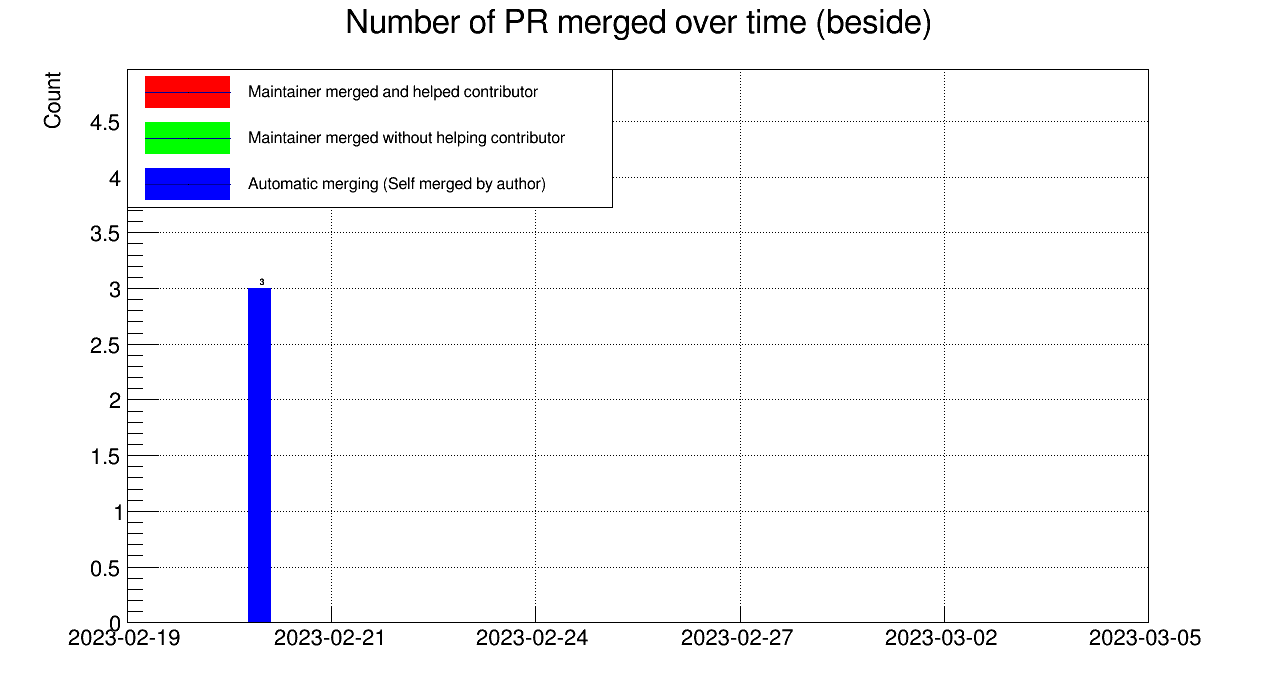 Number of PR merged over time (beside)
Count
Maintainer merged and helped contributor
Maintainer merged without helping contributor
Automatic merging (Self merged by author)
4.5
4
3.5
3
2.5
2
1.5
1
0.5
0
3
2023-02-19 2023-02-21 2023-02-24 2023-02-27 2023-03-02 2023-03-05